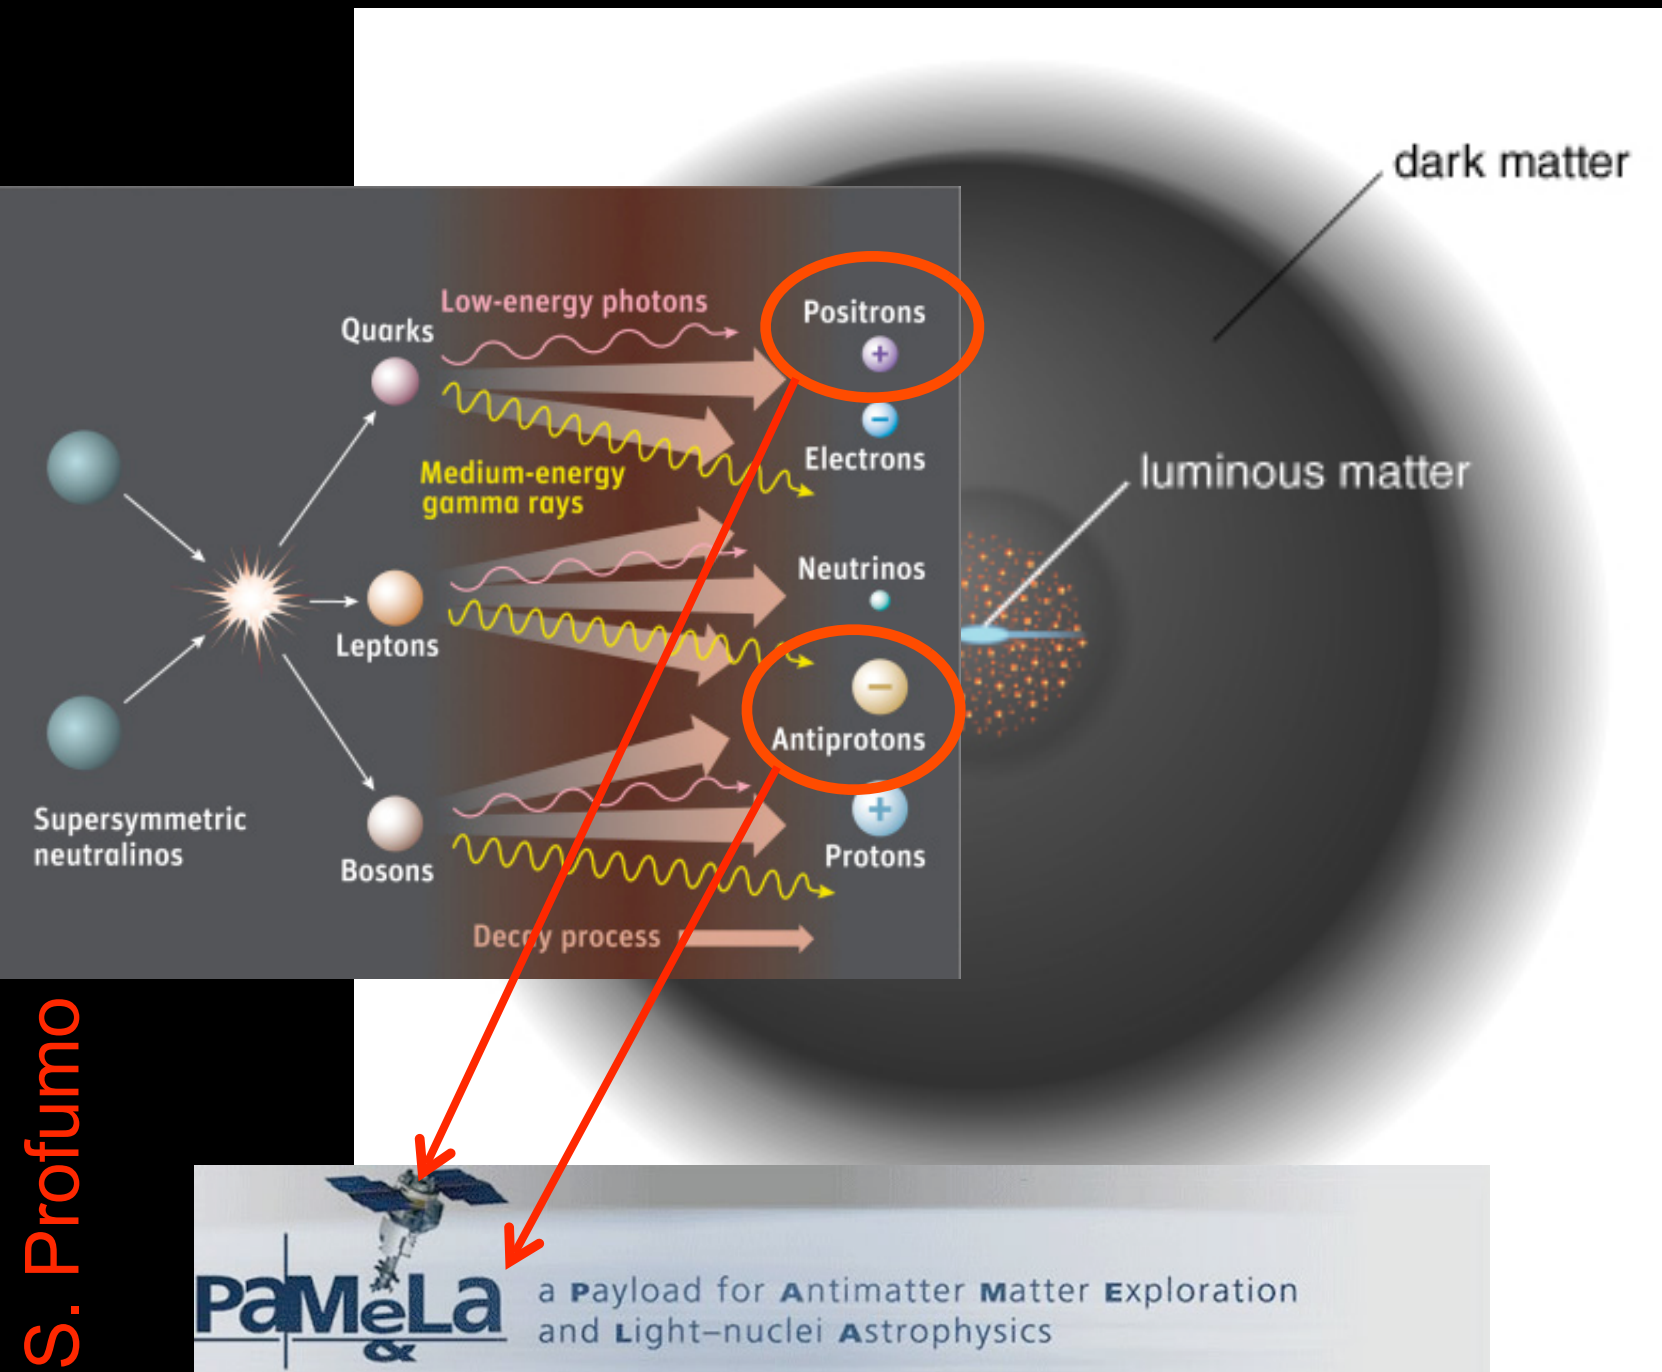 dark matter
luminous matter
Low-energy photons
Quarks
Positrons
+
−
Electrons
Medium-energy
gamma rays
Neutrinos
Leptons
−
Antiprotons
Supersymmetric
neutralinos
+
Protons
Bosons
Decay process
S. Profumo
PaMeLa
a Payload for Antimatter Matter Exploration
and Light–nuclei Astrophysics
&